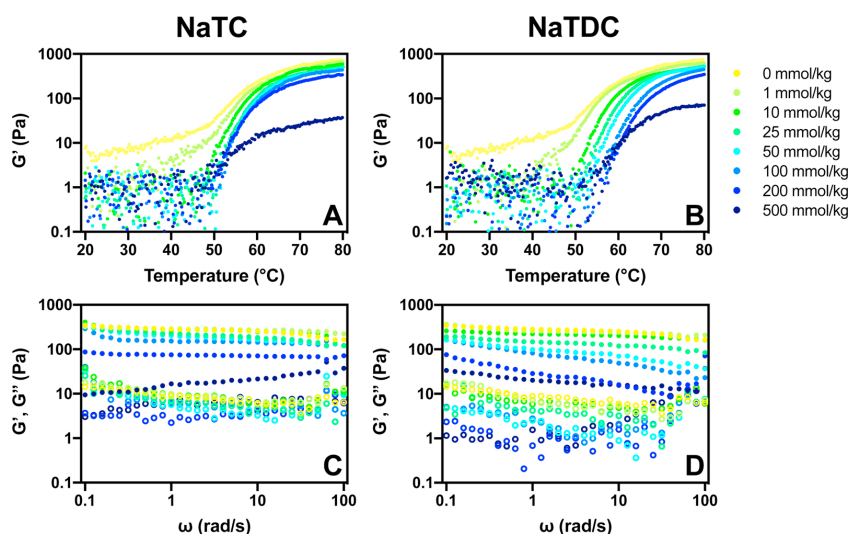 NaTC
NaTDC
G' (Pa)
1000
100
10
1
0.1
20 30 40 50 60 70 80
Temperature (°C)
A
G' (Pa)
1000
100
10
1
0.1
20 30 40 50 60 70 80
Temperature (°C)
B
0 mmol/kg
1 mmol/kg
10 mmol/kg
25 mmol/kg
50 mmol/kg
100 mmol/kg
200 mmol/kg
500 mmol/kg
G', G'' (Pa)
1000
100
10
1
0.1
0.1 1 10 100
ω (rad/s)
C
G', G'' (Pa)
1000
100
10
1
0.1
0.1 1 10 100
ω (rad/s)
D